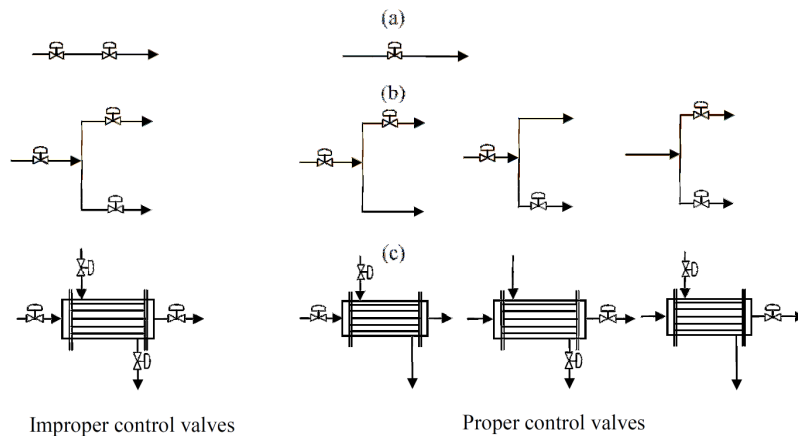 (a)
(b)
(c)
Improper control valves
Proper control valves